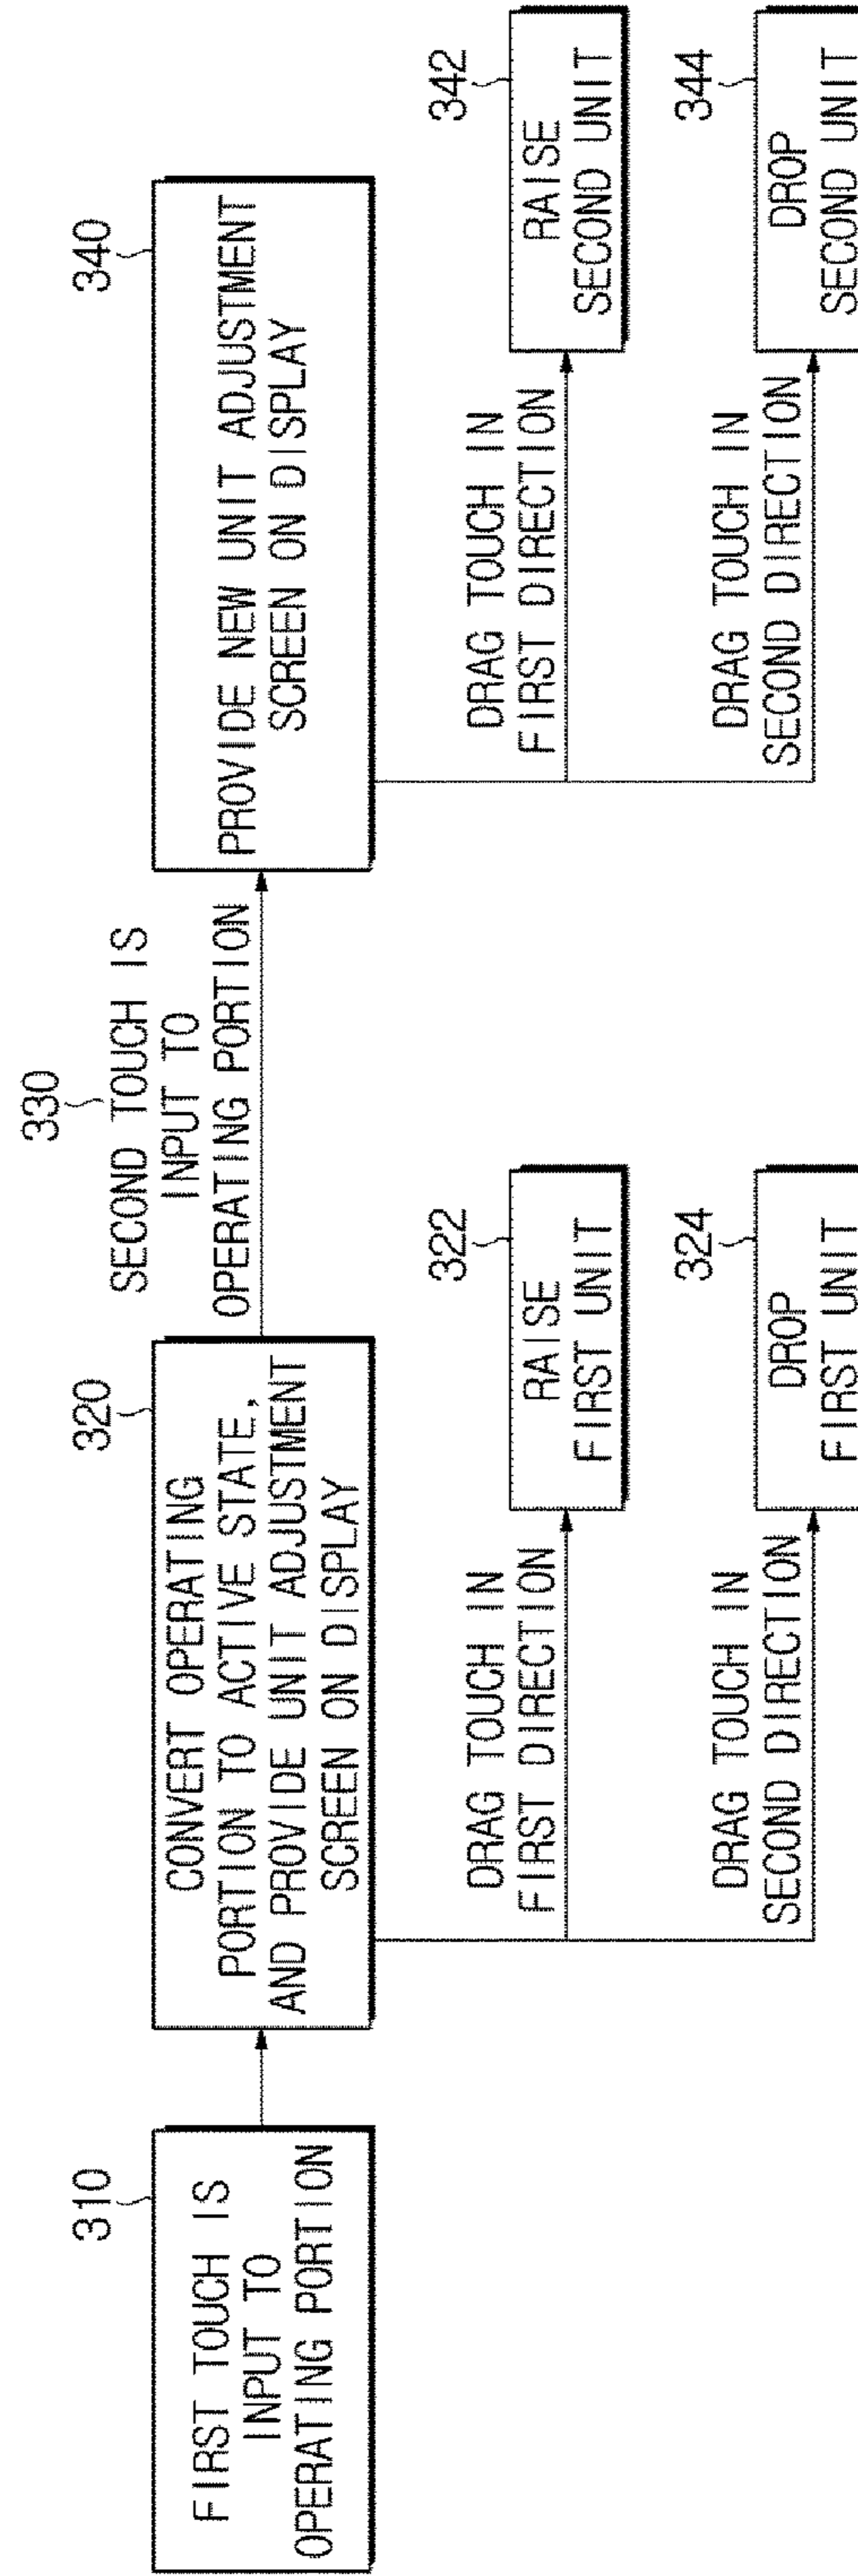 310
FIRST TOUCH IS
INPUT TO
OPERATING PORTION
320
CONVERT OPERATING
PORTION TO ACTIVE STATE,
AND PROVIDE UNIT ADJUSTMENT
SCREEN ON DISPLAY
DRAG TOUCH IN
FIRST DIRECTION
322
RAISE
FIRST UNIT
DRAG TOUCH IN
SECOND DIRECTION
324
DROP
FIRST UNIT
330
SECOND TOUCH IS
INPUT TO
OPERATING PORTION
340
PROVIDE NEW UNIT ADJUSTMENT
SCREEN ON DISPLAY
DRAG TOUCH IN
FIRST DIRECTION
342
RAISE
SECOND UNIT
DRAG TOUCH IN
SECOND DIRECTION
344
DROP
SECOND UNIT